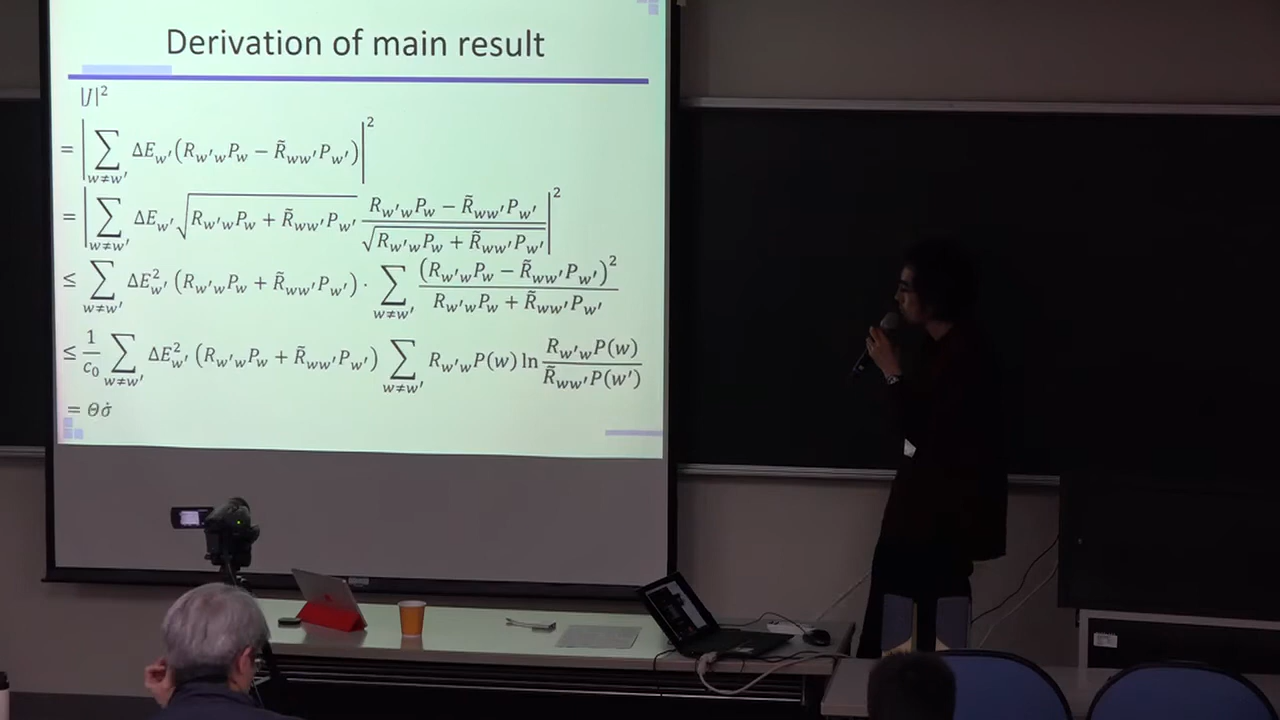 Derivation of main result
|J|²
= |∑_{w≠w'} ΔE_{w'}(R_{w'w}P_w − R̃_{ww'}P_{w'})|²
= |∑_{w≠w'} ΔE_{w'} √(R_{w'w}P_w + R̃_{ww'}P_{w'}) (R_{w'w}P_w − R̃_{ww'}P_{w'}) / √(R_{w'w}P_w + R̃_{ww'}P_{w'})|²
≤ ∑_{w≠w'} ΔE²_{w'} (R_{w'w}P_w + R̃_{ww'}P_{w'}) · ∑_{w≠w'} (R_{w'w}P_w − R̃_{ww'}P_{w'})² / (R_{w'w}P_w + R̃_{ww'}P_{w'})
≤ 1/c₀ ∑_{w≠w'} ΔE²_{w'} (R_{w'w}P_w + R̃_{ww'}P_{w'}) ∑_{w≠w'} R_{w'w}P(w) ln R_{w'w}P(w) / R̃_{ww'}P(w')
= Θσ̇